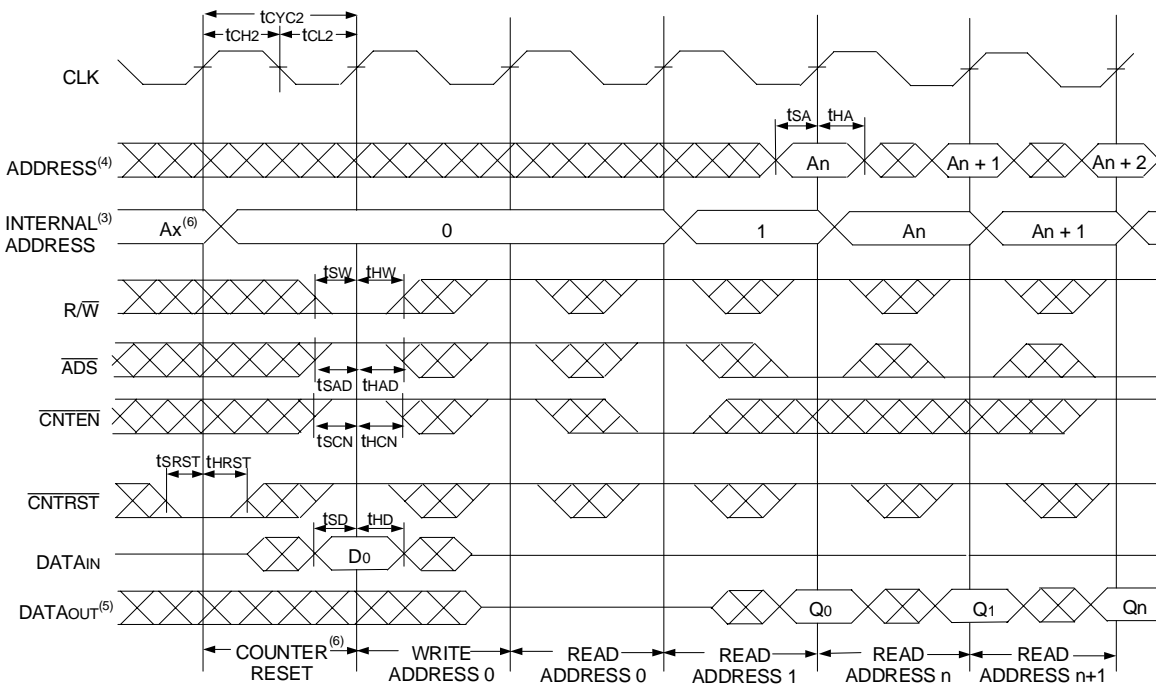 tCYC2
tCH2 tCL2
CLK
tSA tHA
ADDRESS(4) An An + 1 An + 2
INTERNAL(3) ADDRESS Ax(6) 0 1 An An + 1
tSW tHW
R/W̅
A̅D̅S̅
tSAD tHAD
C̅N̅T̅E̅N̅
tSCN tHCN
tSRST tHRST
C̅N̅T̅R̅S̅T̅
tSD tHD
DATAIN D0
DATAOUT(5) Q0 Q1 Qn
COUNTER(6) WRITE READ READ READ READ
RESET ADDRESS 0 ADDRESS 0 ADDRESS 1 ADDRESS n ADDRESS n+1